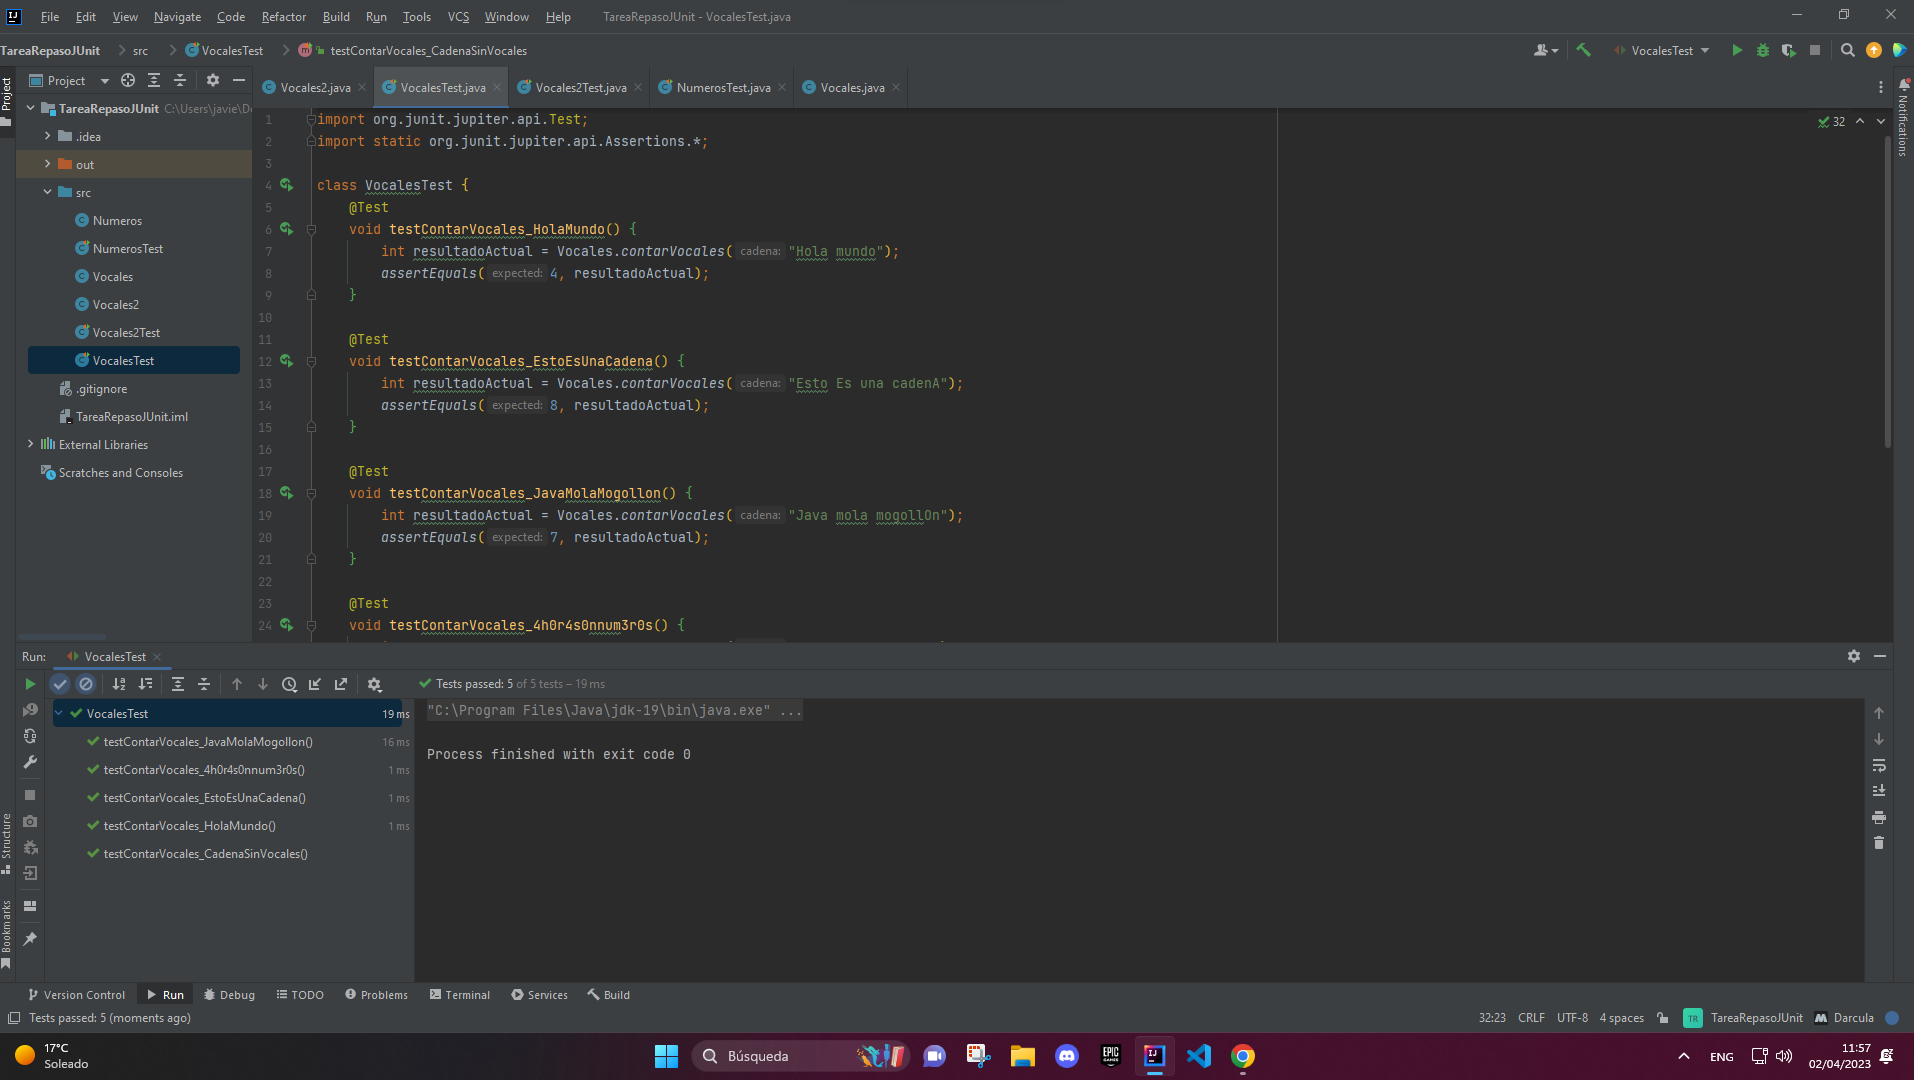 File Edit View Navigate Code Refactor Build Run Tools VCS Window Help TareaRepasoJUnit - VocalesTest.java
TareaRepasoJUnit src VocalesTest testContarVocales_CadenaSinVocales VocalesTest
Project
Project
Vocales2.java VocalesTest.java Vocales2Test.java NumerosTest.java Vocales.java
Notifications
TareaRepasoJUnit C:\Users\javie\Do
.idea
out
src
Numeros
NumerosTest
Vocales
Vocales2
Vocales2Test
VocalesTest
.gitignore
TareaRepasoJUnit.iml
External Libraries
Scratches and Consoles
32
1 import org.junit.jupiter.api.Test;
2 import static org.junit.jupiter.api.Assertions.*;
3
4 class VocalesTest {
5 @Test
6 void testContarVocales_HolaMundo() {
7 int resultadoActual = Vocales.contarVocales( cadena: "Hola mundo");
8 assertEquals( expected: 4, resultadoActual);
9 }
10
11 @Test
12 void testContarVocales_EstoEsUnaCadena() {
13 int resultadoActual = Vocales.contarVocales( cadena: "Esto Es una cadenA");
14 assertEquals( expected: 8, resultadoActual);
15 }
16
17 @Test
18 void testContarVocales_JavaMolaMogollon() {
19 int resultadoActual = Vocales.contarVocales( cadena: "Java mola mogollOn");
20 assertEquals( expected: 7, resultadoActual);
21 }
22
23 @Test
24 void testContarVocales_4h0r4s0nnum3r0s() {
Run: VocalesTest
Tests passed: 5 of 5 tests – 19 ms
VocalesTest 19 ms
testContarVocales_JavaMolaMogollon() 16 ms
testContarVocales_4h0r4s0nnum3r0s() 1 ms
testContarVocales_EstoEsUnaCadena() 1 ms
testContarVocales_HolaMundo() 1 ms
testContarVocales_CadenaSinVocales()
"C:\Program Files\Java\jdk-19\bin\java.exe" ...
Process finished with exit code 0
Structure
Bookmarks
Version Control Run Debug TODO Problems Terminal Services Build
Tests passed: 5 (moments ago) 32:23 CRLF UTF-8 4 spaces TR TareaRepasoJUnit Darcula
17°C
Soleado
Búsqueda
EPIC
GAMES
ENG
11:57
02/04/2023